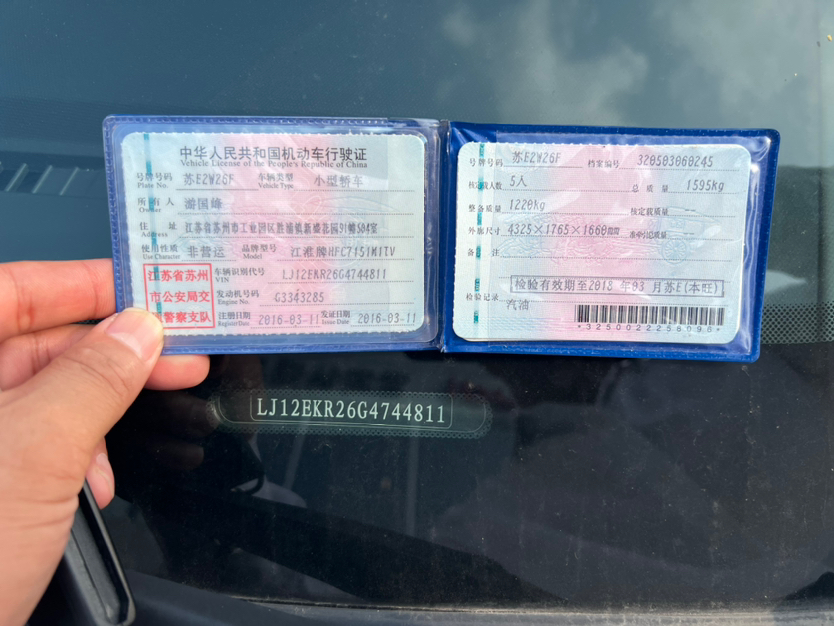 中华人民共和国机动车行驶证
Vehicle License of the People's Republic of China
号牌号码 苏E2W26F 车辆类型 小型轿车
Plate No. Vehicle Type
所有人 游国峰
Owner
住址 江苏省苏州市工业园区胜浦镇新盛北园91幢504室
Address
使用性质 非营运 品牌型号 江淮牌HFC7151M1TV
Use Character Model
江苏省苏州
市公安局交
警察支队
车辆识别代号 LJ12EKR26G4744811
VIN
发动机号码 G3343285
Engine No.
注册日期 2016-03-11 发证日期 2016-03-11
Register Date Issue Date
号牌号码 苏E2W26F 档案编号 320503060245
核定载人数 5人 总质量 1595kg
整备质量 1220kg 核定载质量 --
外廓尺寸 4325×1765×1660mm 准牵引总质量 --
备注
检验有效期至2018年03月苏E(本旺)
检验记录
汽油
*3250022258098*
LJ12EKR26G4744811